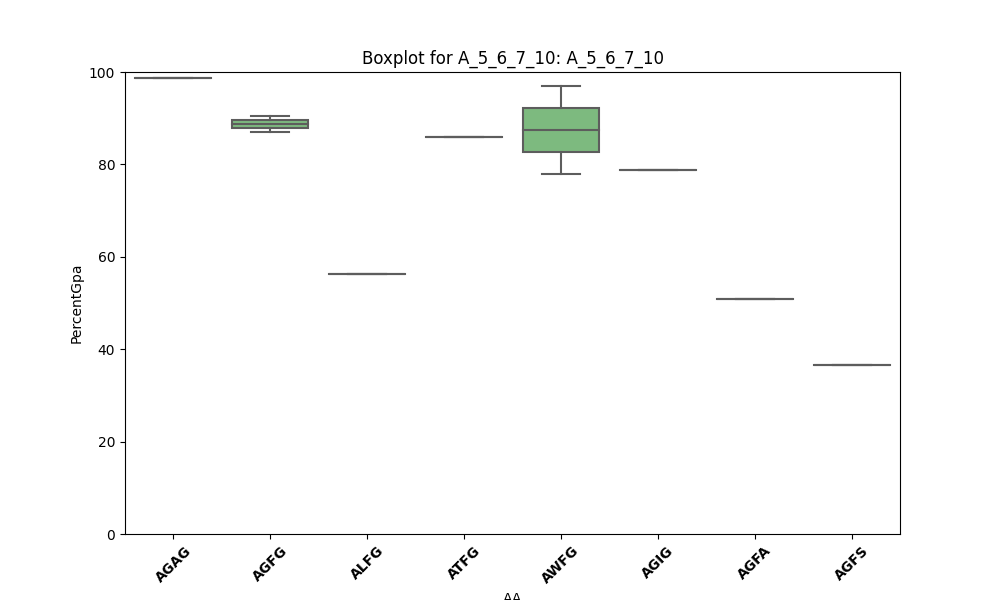 Boxplot for A_5_6_7_10: A_5_6_7_10
100
80
60
40
20
0
PercentGpa
AGAG
AGFG
ALFG
ATFG
AWFG
AGIG
AGFA
AGFS
AA